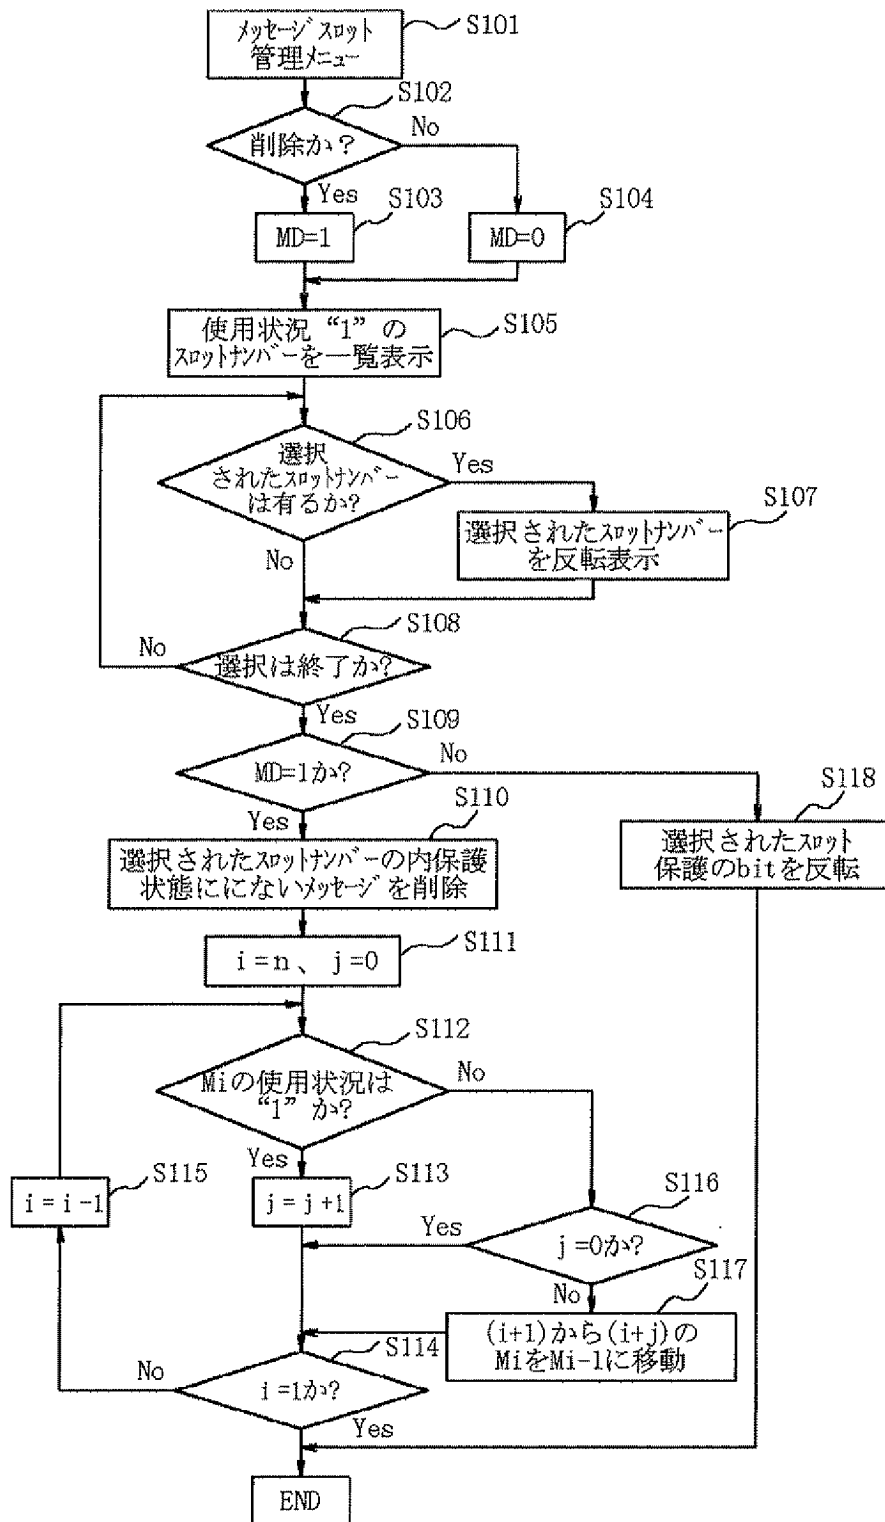 メッセージスロット
管理メニュー
S101
S102
削除か？
No
Yes
S103
S104
MD=1
MD=0
使用状況 “1” の
スロットナンバーを一覧表示
S105
S106
選択
されたスロットナンバー
は有るか?
Yes
S107
選択されたスロットナンバー
を反転表示
No
S108
No
選択は終了か?
Yes
S109
No
MD=1か?
S118
S110
Yes
選択されたスロットナンバーの内保護
状態ににないメッセージを削除
選択されたスロット
保護のbitを反転
S111
i=n、 j=0
S112
Miの使用状況は
“1” か?
No
S115
Yes
S113
i=i-1
j=j+1
S116
Yes
j=0か?
S117
No
(i+1)から(i+j)の
MiをMi-1に移動
S114
No
i=1か?
Yes
END